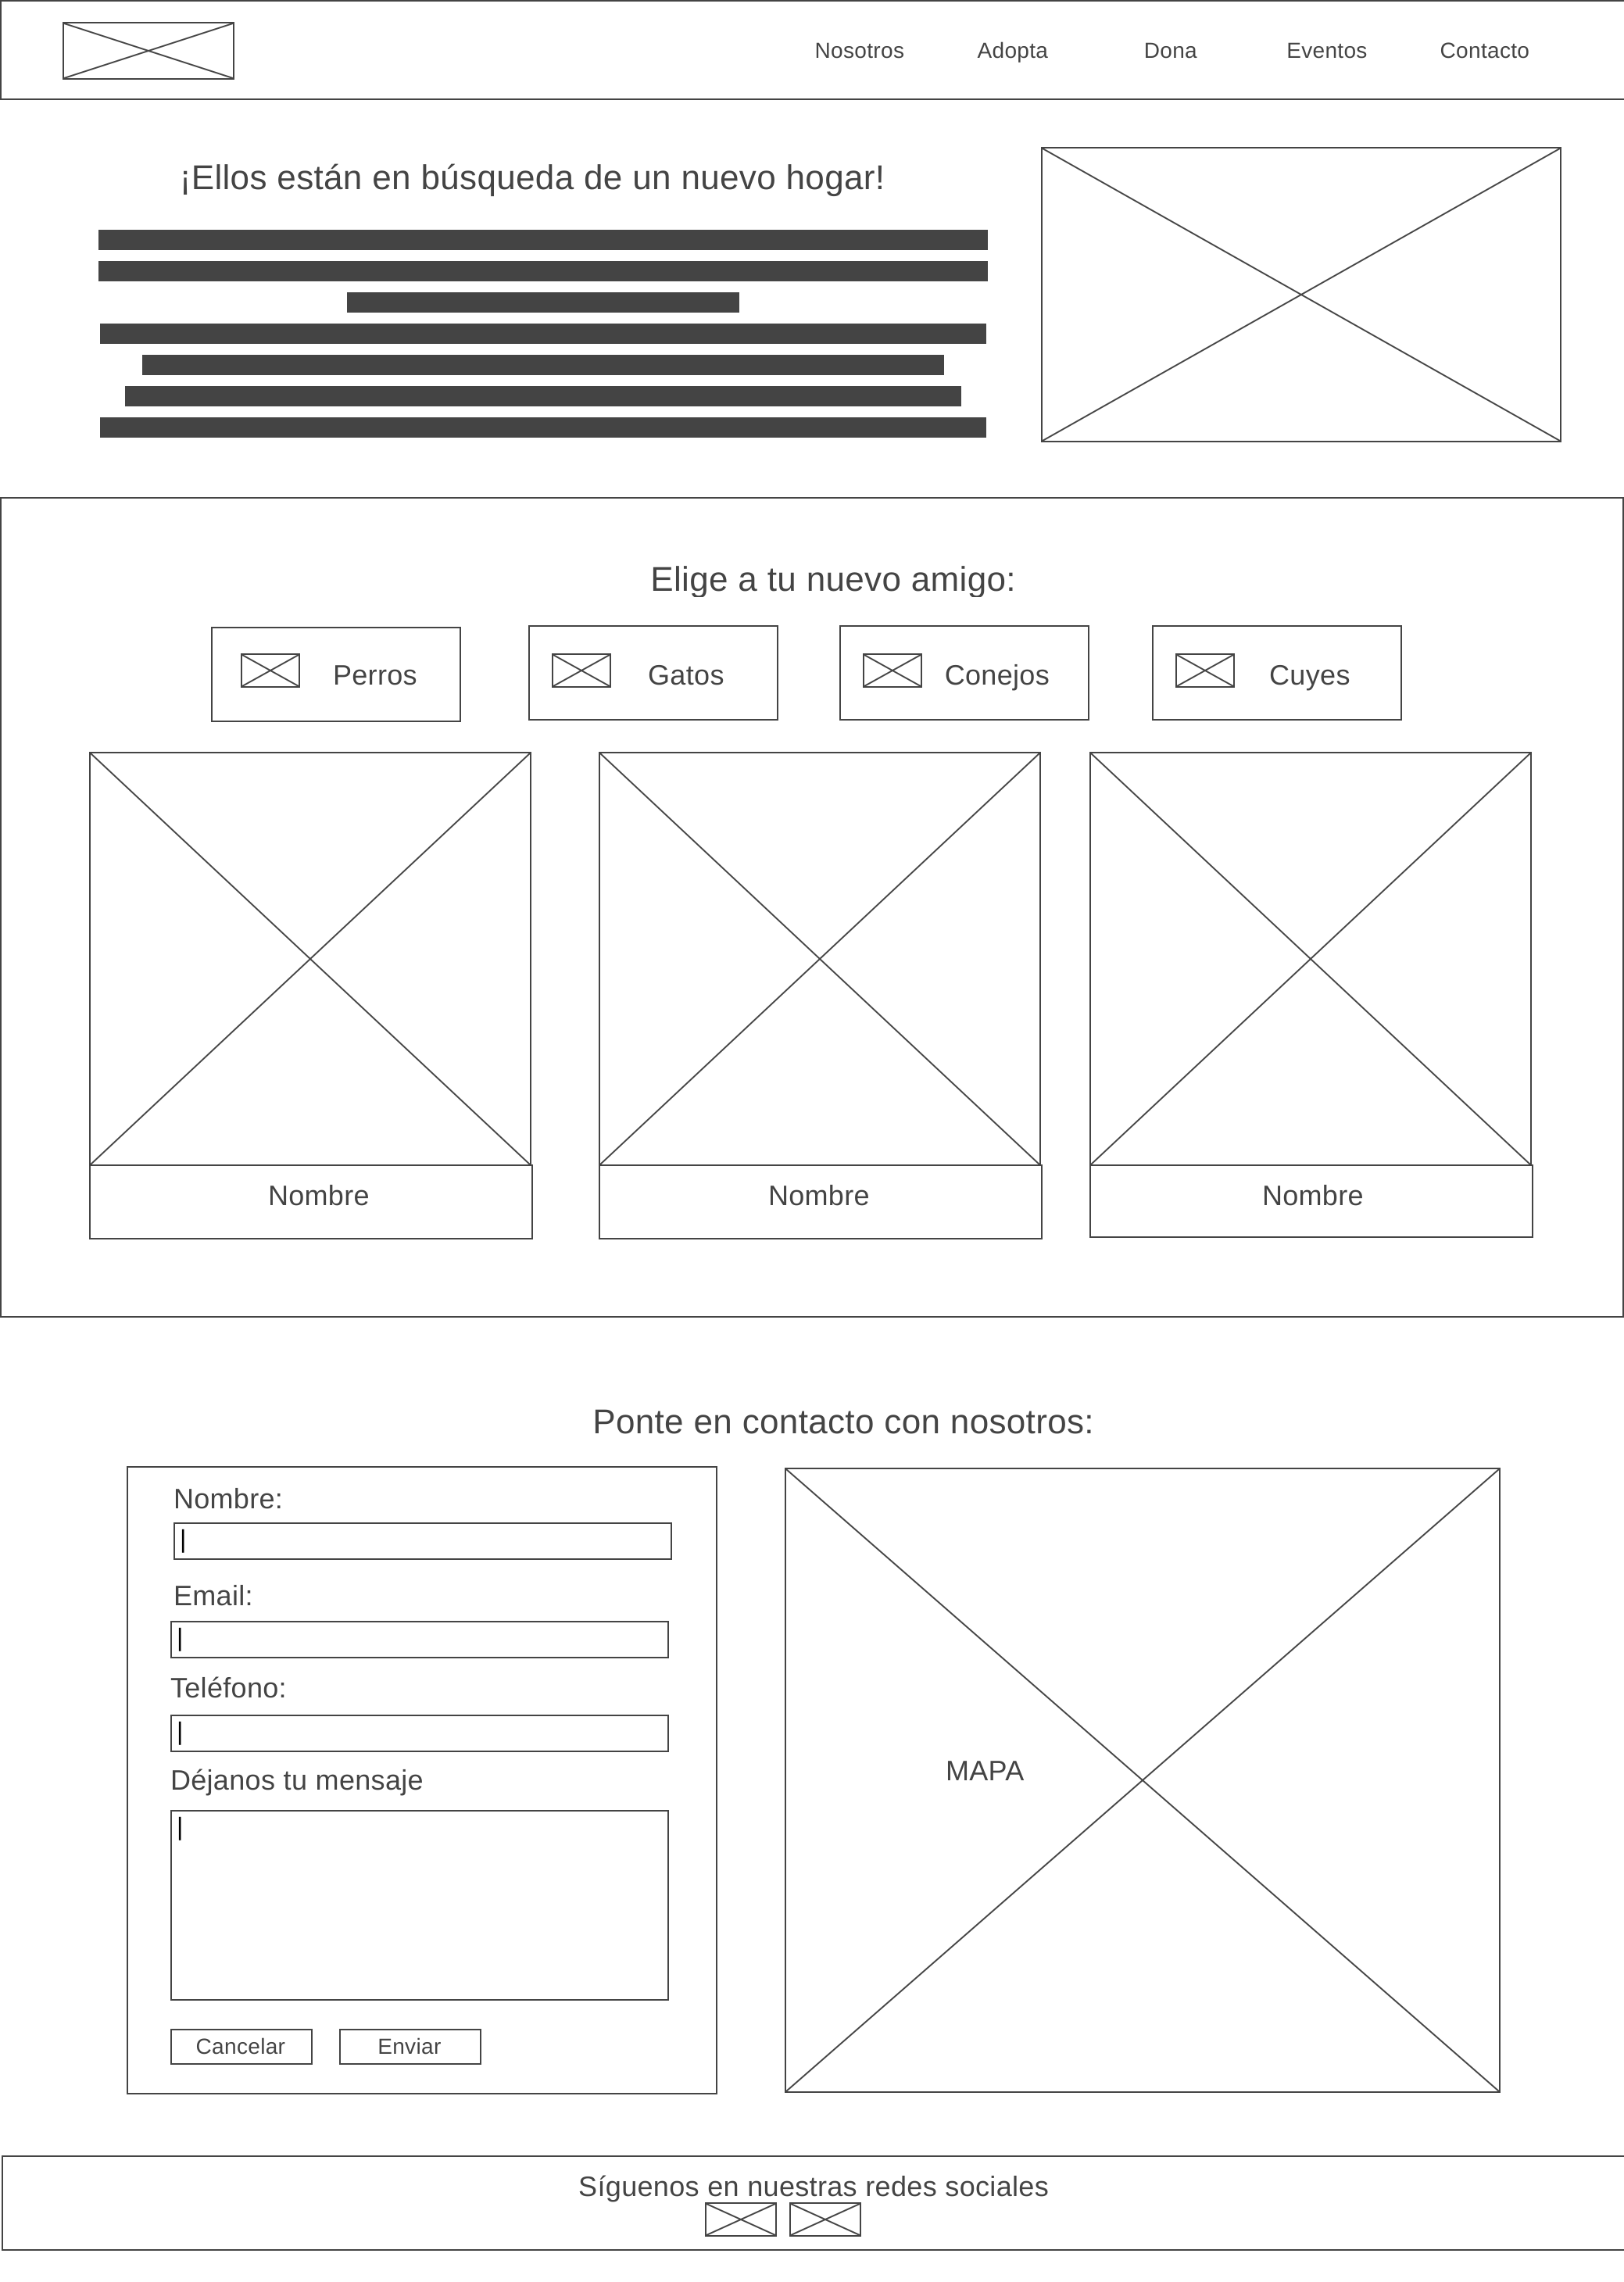 Nosotros
Adopta
Dona
Eventos
Contacto
¡Ellos están en búsqueda de un nuevo hogar!
Elige a tu nuevo amigo:
Perros
Gatos
Conejos
Cuyes
Nombre
Nombre
Nombre
Ponte en contacto con nosotros:
Nombre:
Email:
Teléfono:
Déjanos tu mensaje
Cancelar
Enviar
MAPA
Síguenos en nuestras redes sociales